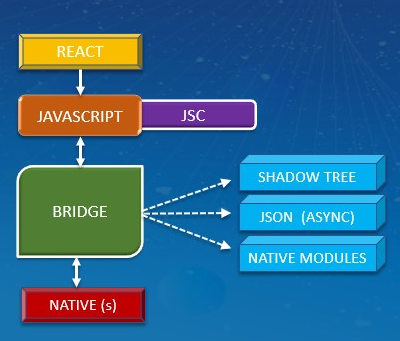 REACT
JAVASCRIPT
JSC
BRIDGE
SHADOW TREE
JSON (ASYNC)
NATIVE MODULES
NATIVE (s)